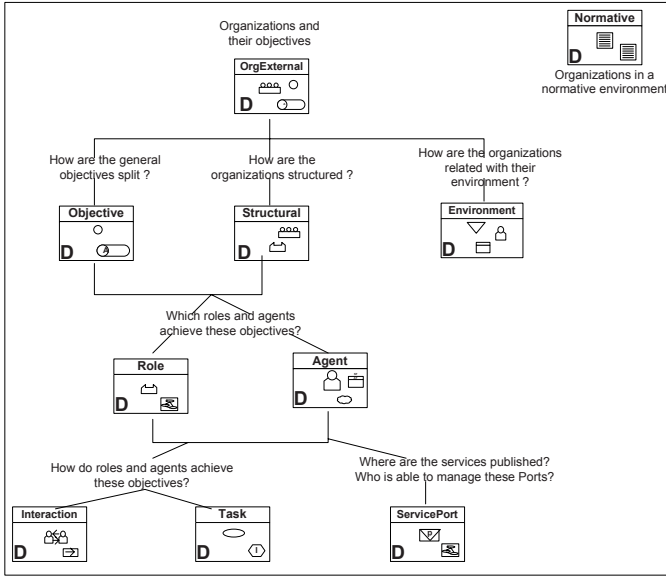 Organizations and
their objectives
OrgExternal
D
Normative
D
Organizations in a
normative environment
How are the general
objectives split ?
How are the
organizations structured ?
How are the organizations
related with their
environment ?
Objective
A
D
Structural
D
Environment
D
Which roles and agents
achieve these objectives?
Role
D
Agent
D
How do roles and agents achieve
these objectives?
Where are the services published?
Who is able to manage these Ports?
Interaction
D
Task
I
D
ServicePort
P
D